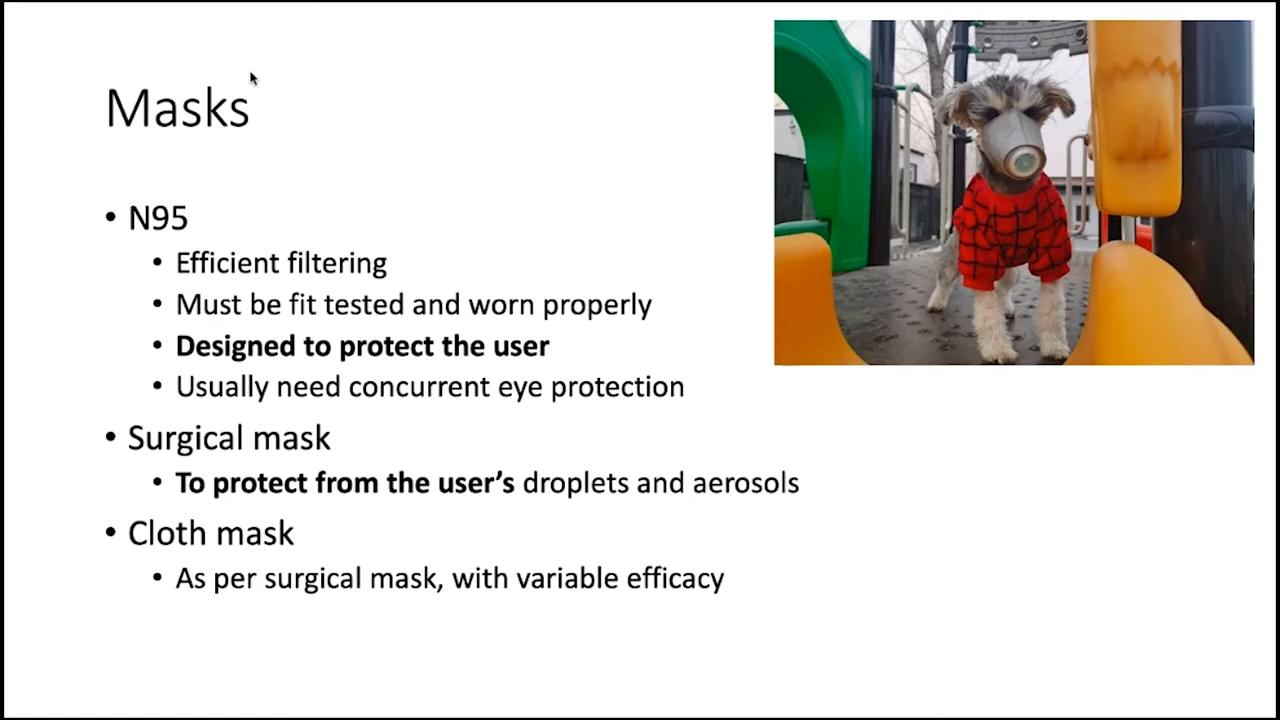 Masks
• N95
• Efficient filtering
• Must be fit tested and worn properly
• Designed to protect the user
• Usually need concurrent eye protection
• Surgical mask
• To protect from the user’s droplets and aerosols
• Cloth mask
• As per surgical mask, with variable efficacy